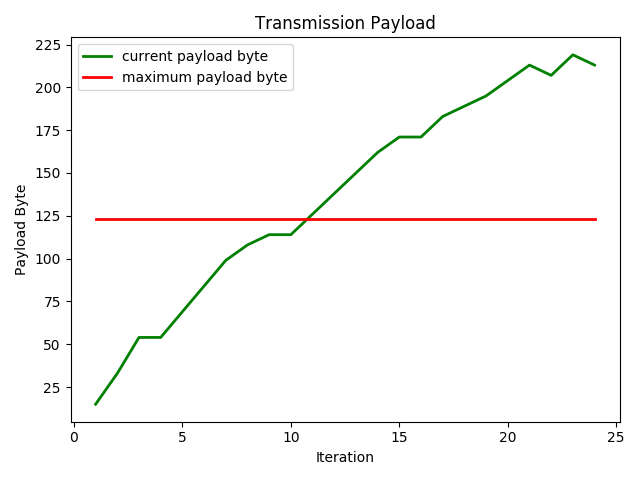 Transmission Payload
current payload byte
maximum payload byte
Payload Byte
225
200
175
150
125
100
75
50
25
0 5 10 15 20 25
Iteration